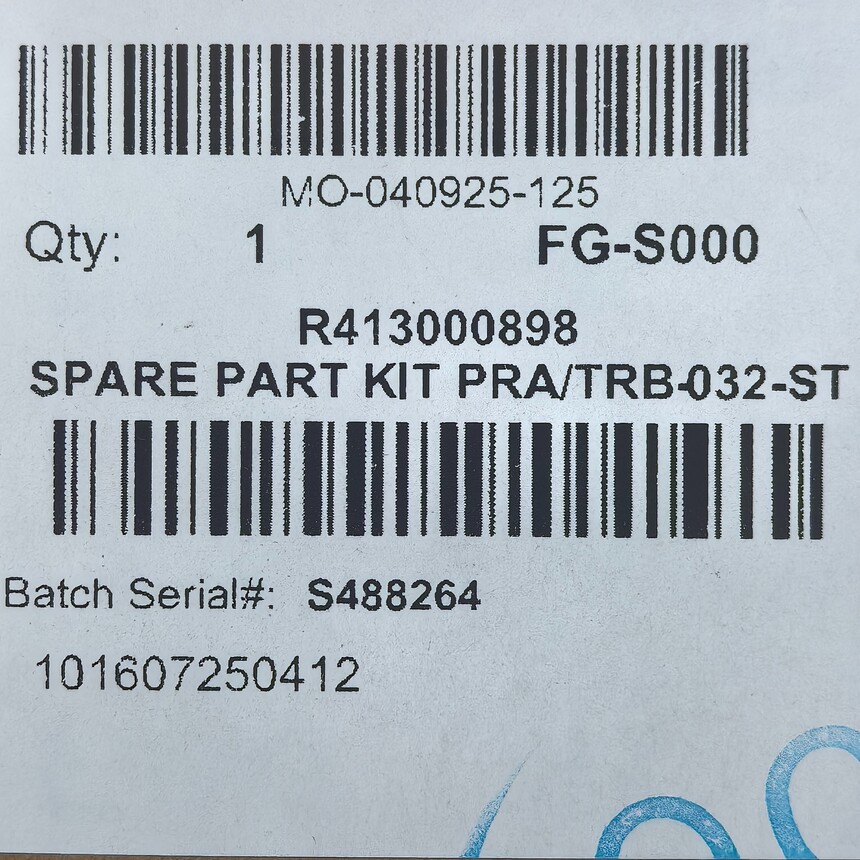 MO-040925-125
Qty: 1 FG-S000
R413000898
SPARE PART KIT PRA/TRB-032-ST
Batch Serial#: S488264
101607250412